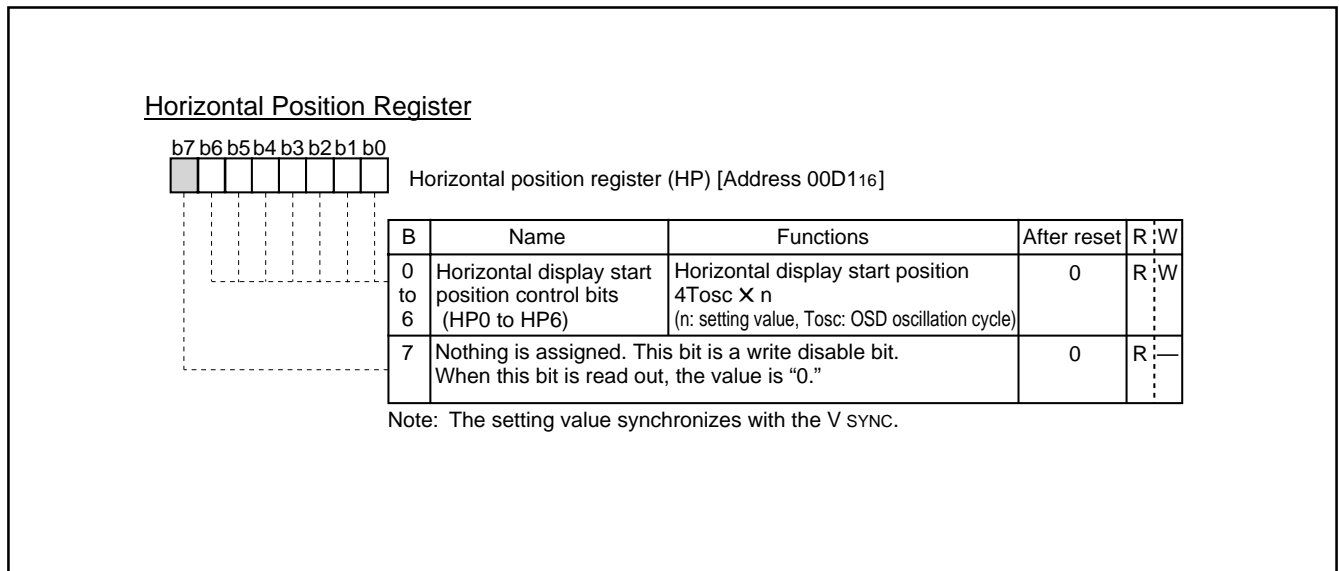 Horizontal Position Register
b7 b6 b5 b4 b3 b2 b1 b0
Horizontal position register (HP) [Address 00D116]
B Name Functions After reset R W
0 to 6 Horizontal display start position control bits (HP0 to HP6) Horizontal display start position 4Tosc X n (n: setting value, Tosc: OSD oscillation cycle) 0 R W
7 Nothing is assigned. This bit is a write disable bit. When this bit is read out, the value is “0.” 0 R —
Note: The setting value synchronizes with the V SYNC.